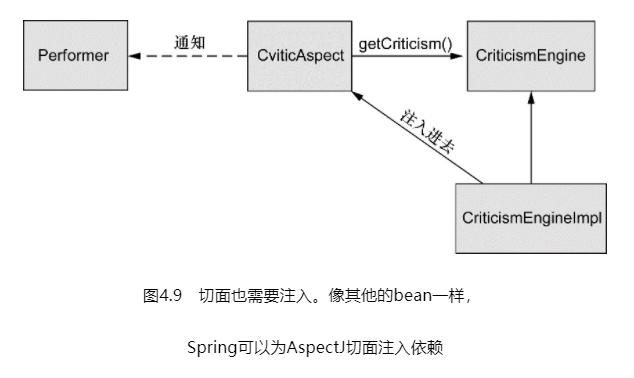 Performer
通知
CviticAspect
getCriticism()
CriticismEngine
注入进去
CriticismEngineImpl
图4.9 切面也需要注入。像其他的bean一样，
Spring可以为AspectJ切面注入依赖